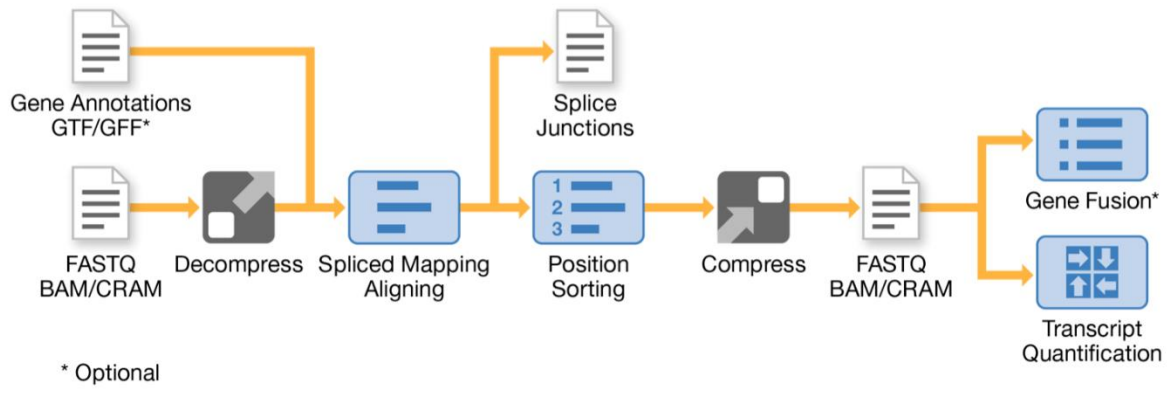 Gene Annotations
GTF/GFF*
Splice
Junctions
FASTQ
BAM/CRAM
Decompress
Spliced Mapping
Aligning
1
2
3
Position
Sorting
Compress
FASTQ
BAM/CRAM
Gene Fusion*
Transcript
Quantification
* Optional